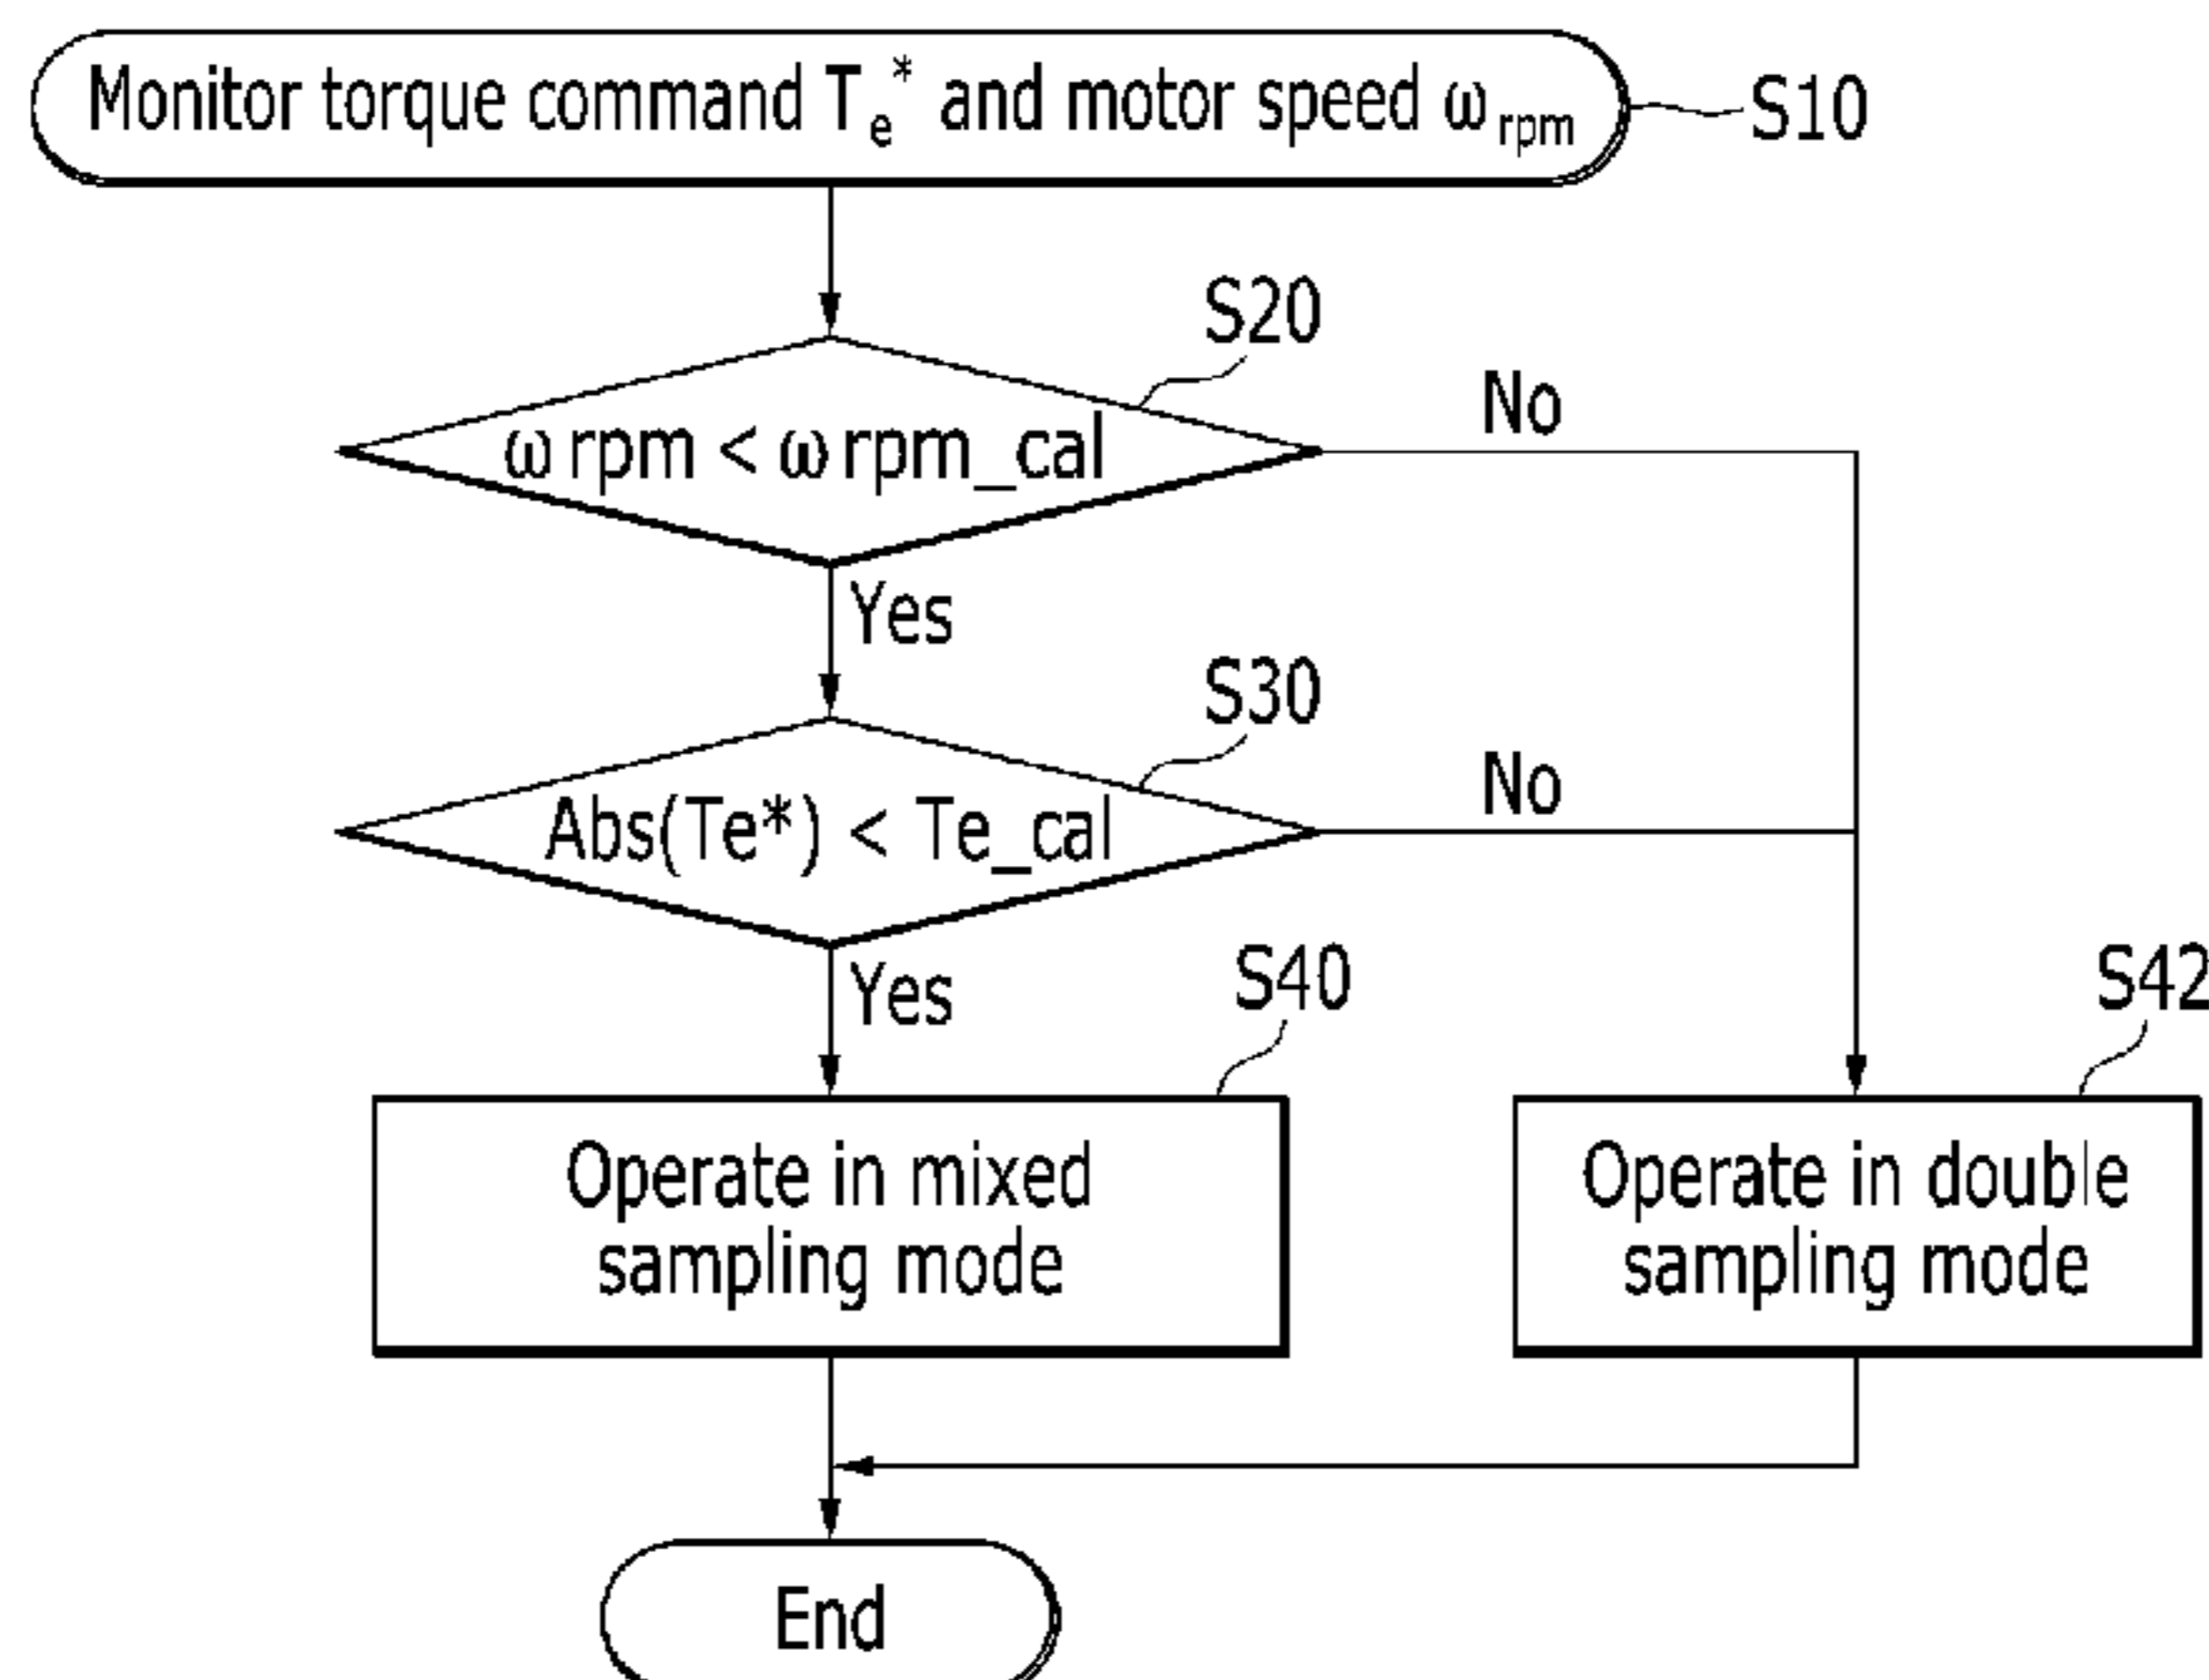 Monitor torque command Te* and motor speed ωrpm
S10
S20
ω rpm < ω rpm_cal
No
Yes
S30
Abs(Te*) < Te_cal
No
Yes
S40
S42
Operate in mixed
sampling mode
Operate in double
sampling mode
End